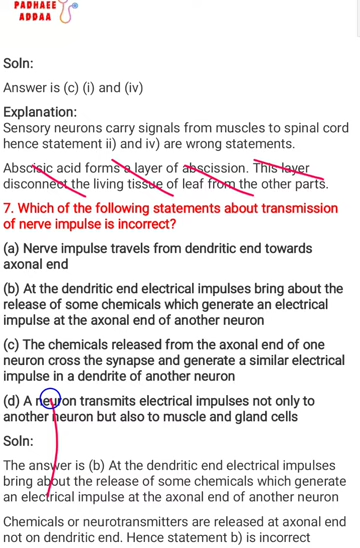 PADHAEE
ADDAA
Soln:
Answer is (c) (i) and (iv)
Explanation:
Sensory neurons carry signals from muscles to spinal cord
hence statement ii) and iv) are wrong statements.
Abscisic acid forms a layer of abscission. This layer
disconnect the living tissue of leaf from the other parts.
7. Which of the following statements about transmission
of nerve impulse is incorrect?
(a) Nerve impulse travels from dendritic end towards
axonal end
(b) At the dendritic end electrical impulses bring about the
release of some chemicals which generate an electrical
impulse at the axonal end of another neuron
(c) The chemicals released from the axonal end of one
neuron cross the synapse and generate a similar electrical
impulse in a dendrite of another neuron
(d) A neuron transmits electrical impulses not only to
another neuron but also to muscle and gland cells
Soln:
The answer is (b) At the dendritic end electrical impulses
bring about the release of some chemicals which generate
an electrical impulse at the axonal end of another neuron
Chemicals or neurotransmitters are released at axonal end
not on dendritic end. Hence statement b) is incorrect